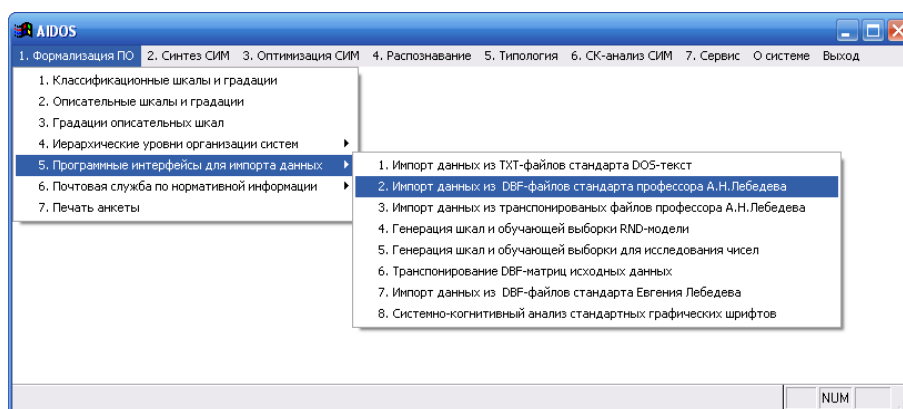 AIDOS
1. Формализация ПО 2. Синтез СИМ 3. Оптимизация СИМ 4. Распознавание 5. Типология 6. СК-анализ СИМ 7. Сервис О системе Выход
1. Классификационные шкалы и градации
2. Описательные шкалы и градации
3. Градации описательных шкал
4. Иерархические уровни организации систем
5. Программные интерфейсы для импорта данных
6. Почтовая служба по нормативной информации
7. Печать анкеты
1. Импорт данных из TXT-файлов стандарта DOS-текст
2. Импорт данных из DBF-файлов стандарта профессора А.Н.Лебедева
3. Импорт данных из транспонированых файлов профессора А.Н.Лебедева
4. Генерация шкал и обучающей выборки RND-модели
5. Генерация шкал и обучающей выборки для исследования чисел
6. Транспонирование DBF-матриц исходных данных
7. Импорт данных из DBF-файлов стандарта Евгения Лебедева
8. Системно-когнитивный анализ стандартных графических шрифтов
NUM